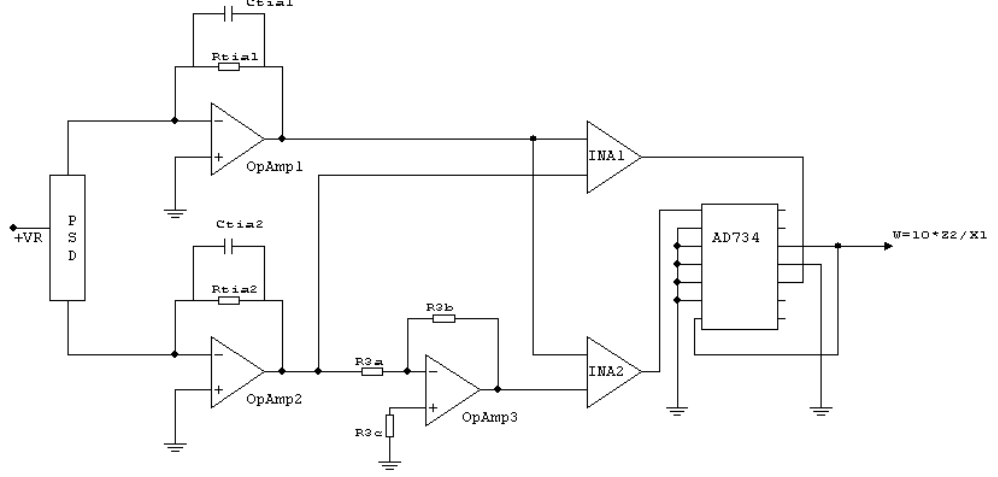 Ctia1
Rtia1
OpAmp1
INA1
+VR
P
S
D
Ctia2
Rtia2
OpAmp2
R3a
R3b
R3c
OpAmp3
INA2
AD734
W=10*Z2/X1